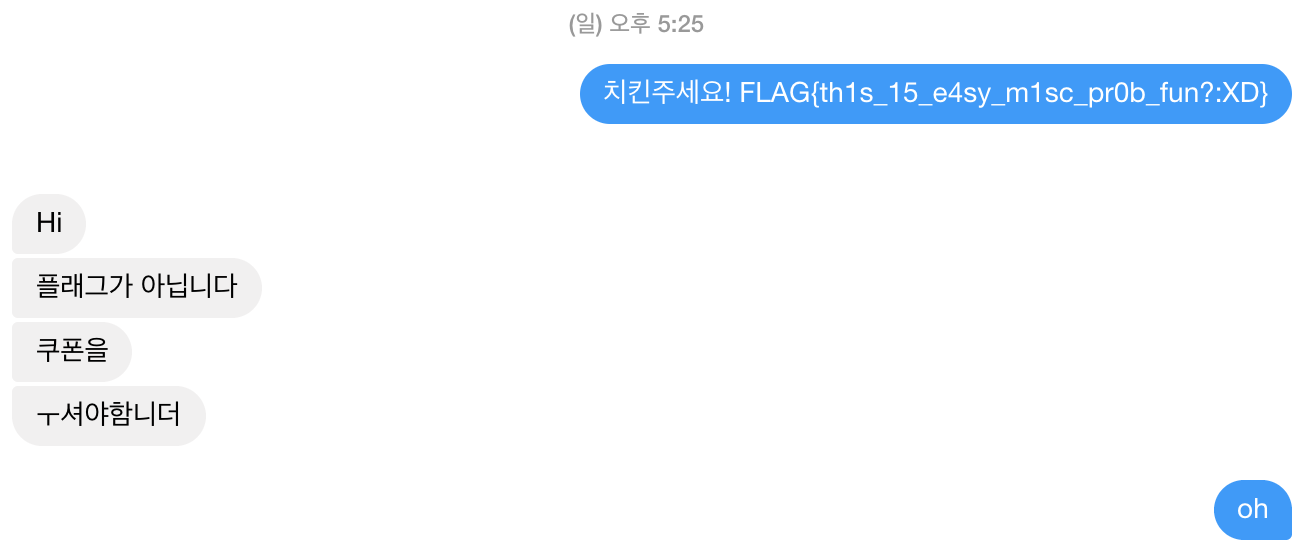 (일) 오후 5:25
치킨주세요! FLAG{th1s_15_e4sy_m1sc_pr0b_fun?:XD}
Hi
플래그가 아닙니다
쿠폰을
ㅜ셔야함니더
oh